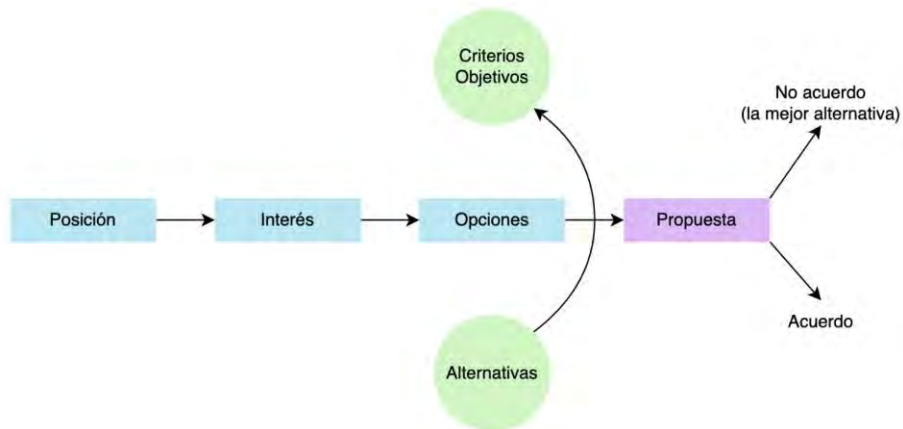 Criterios
Objetivos
No acuerdo
(la mejor alternativa)
Posición
Interés
Opciones
Propuesta
Acuerdo
Alternativas